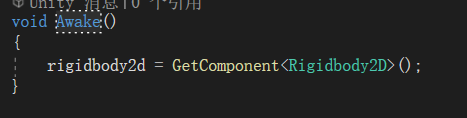 Unity 消息|0 个引用
void Awake()
{
rigidbody2d = GetComponent<Rigidbody2D>();
}